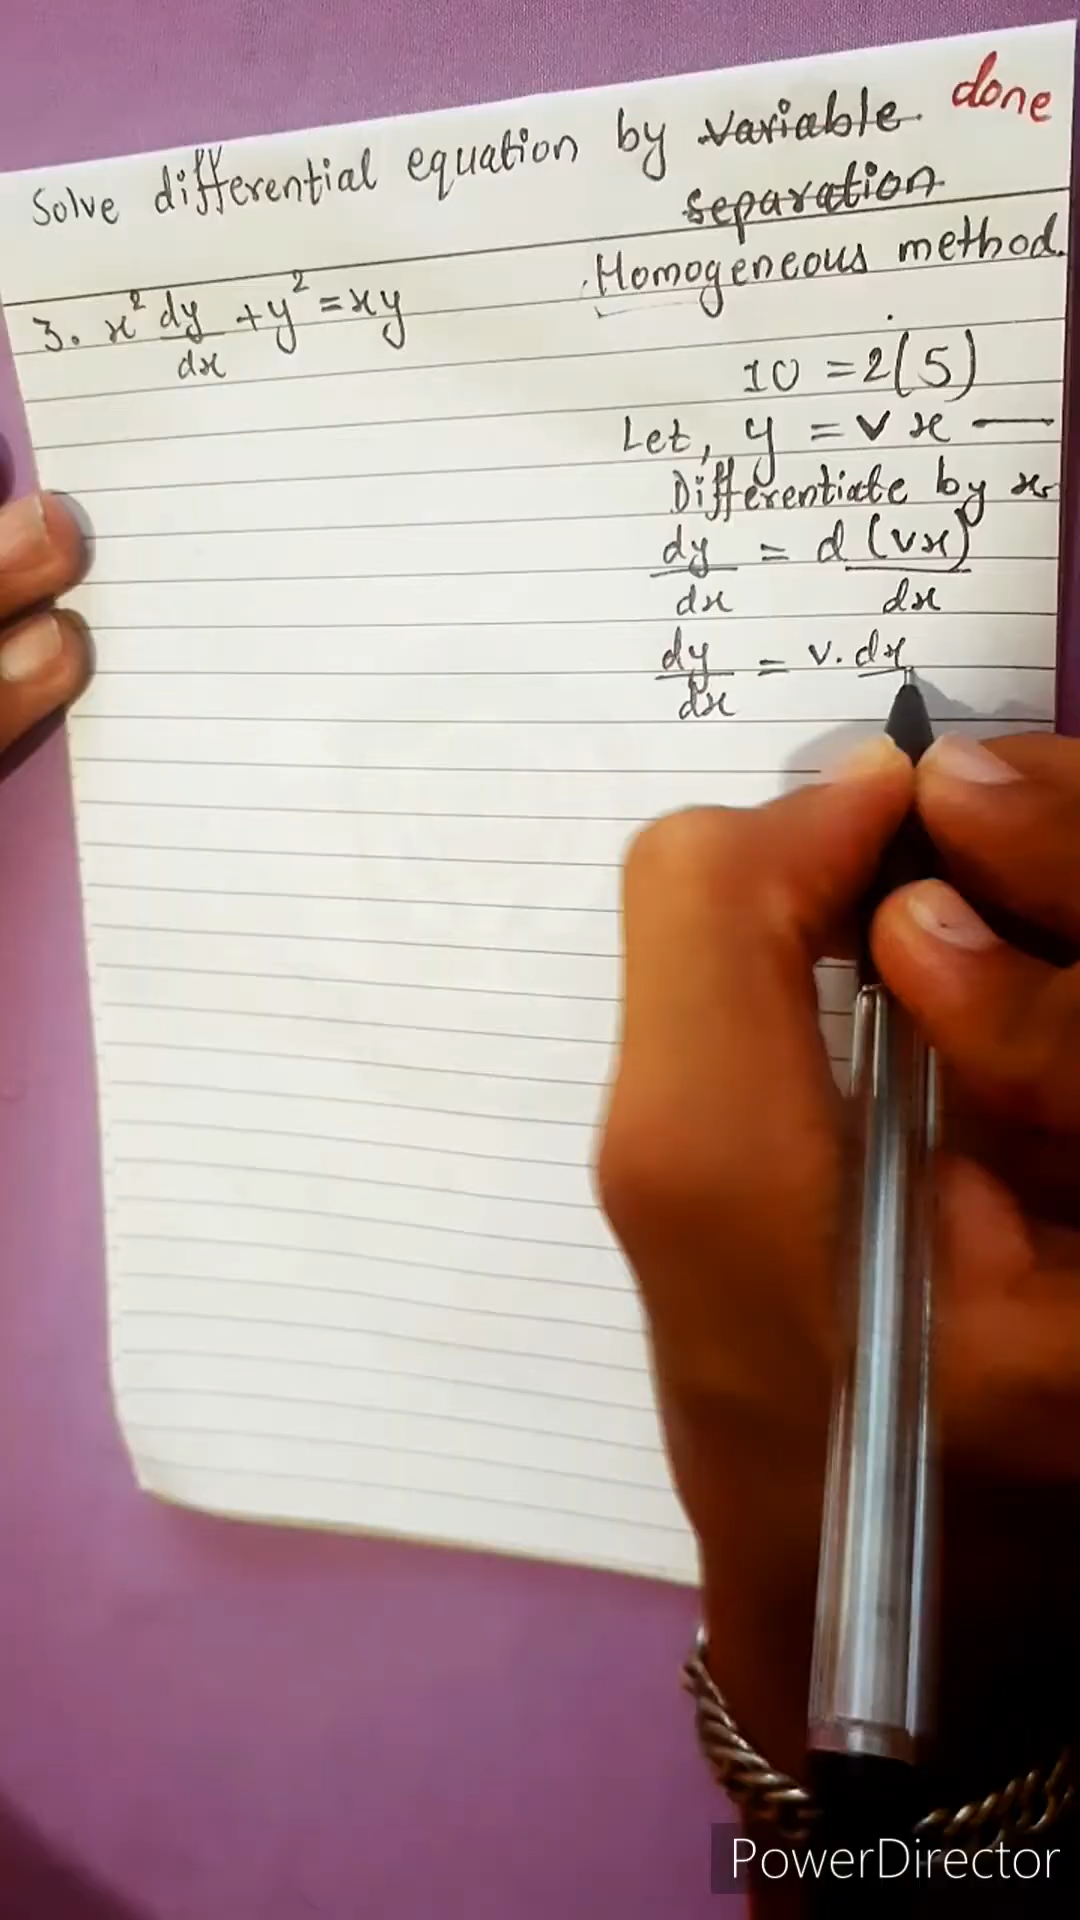 Solve differential equation by variable done
separation
Homogeneous method.
3. x² dy/dx + y² = xy
10 = 2(5)
Let, y = vx —
Differentiate by x
dy/dx = d(vx)/dx
dy/dx = v. dx
PowerDirector